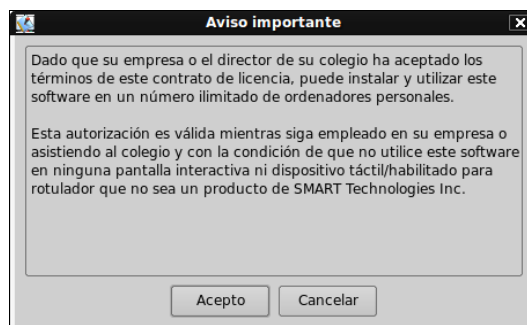 Aviso importante
Dado que su empresa o el director de su colegio ha aceptado los
términos de este contrato de licencia, puede instalar y utilizar este
software en un número ilimitado de ordenadores personales.
Esta autorización es válida mientras siga empleado en su empresa o
asistiendo al colegio y con la condición de que no utilice este software
en ninguna pantalla interactiva ni dispositivo táctil/habilitado para
rotulador que no sea un producto de SMART Technologies Inc.
Acepto Cancelar